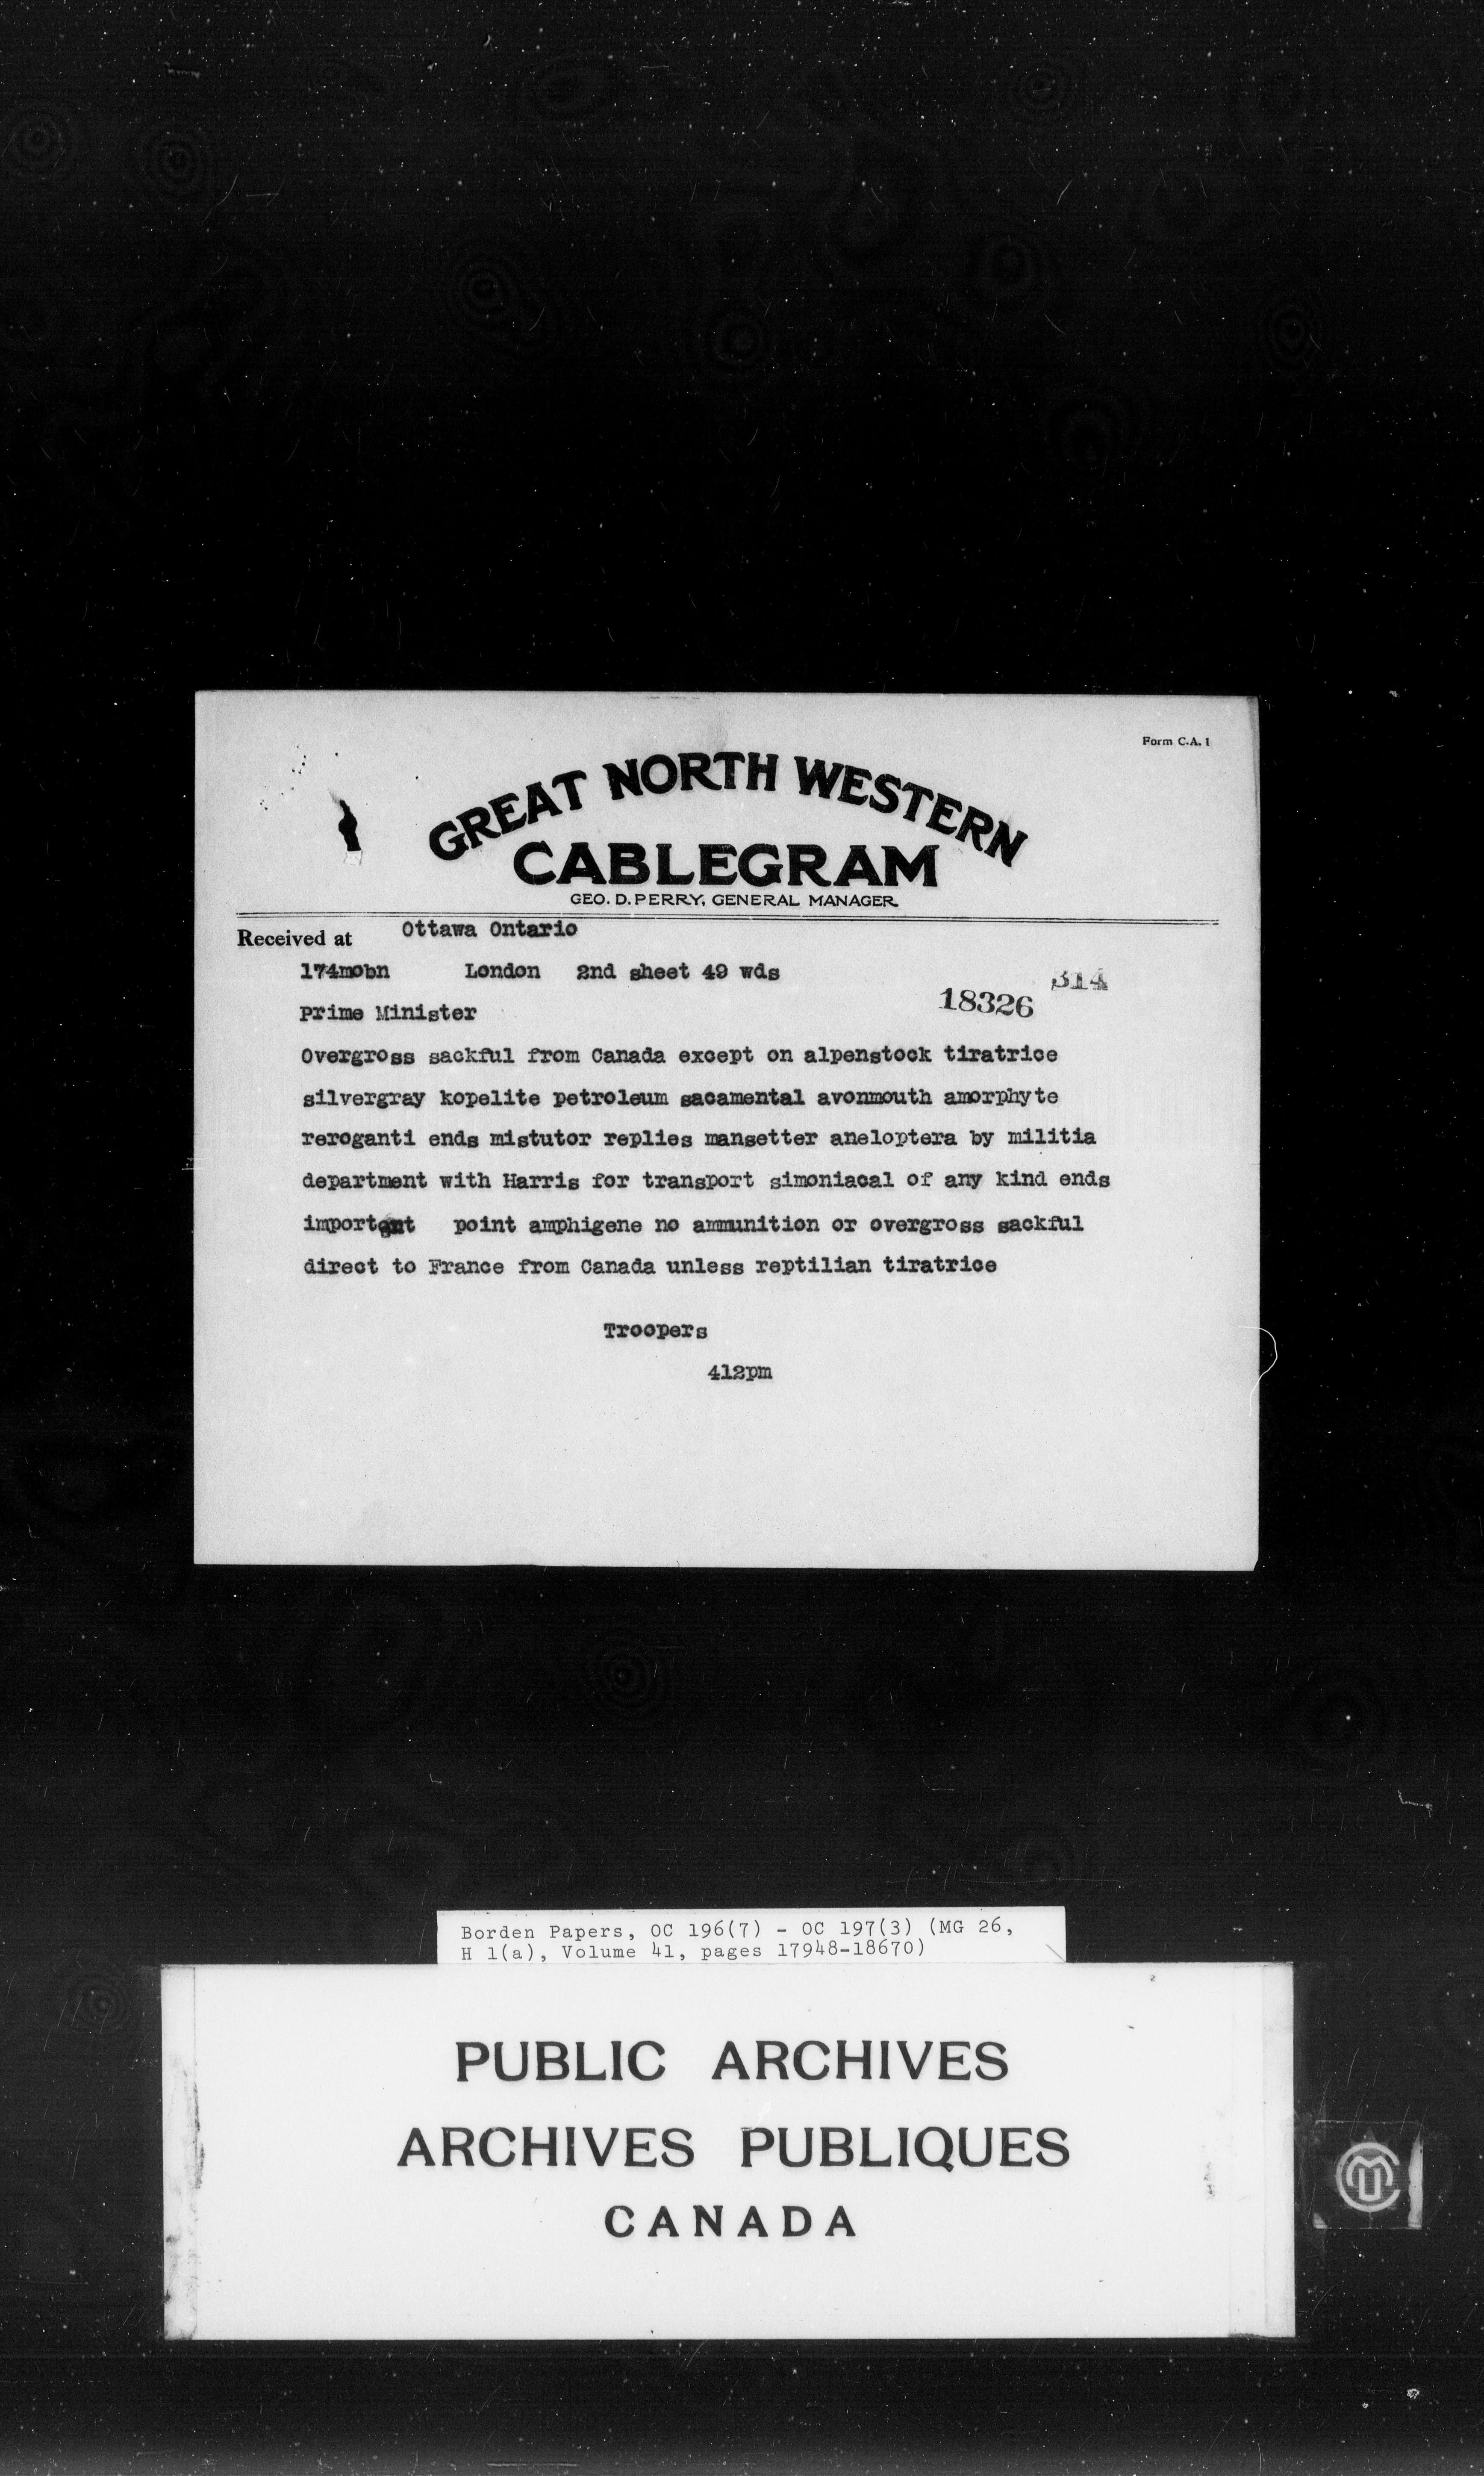 Form C.A. 1
GREAT NORTH WESTERN
CABLEGRAM
GEO. D. PERRY, GENERAL MANAGER
Received at Ottawa Ontario
174mobn London 2nd sheet 49 wds
314
18326
Prime Minister
Overgross sackful from Canada except on alpenstock tiratrice
silvergray kopelite petroleum sacamental avonmouth amorphyte
reroganti ends mistutor replies mansetter aneloptera by militia
department with Harris for transport simoniacal of any kind ends
important point amphigene no ammunition or overgross sackful
direct to France from Canada unless reptilian tiratrice
Troopers
412pm
Borden Papers, OC 196(7) - OC 197(3) (MG 26,
H 1(a), Volume 41, pages 17948-18670)
PUBLIC ARCHIVES
ARCHIVES PUBLIQUES
CANADA